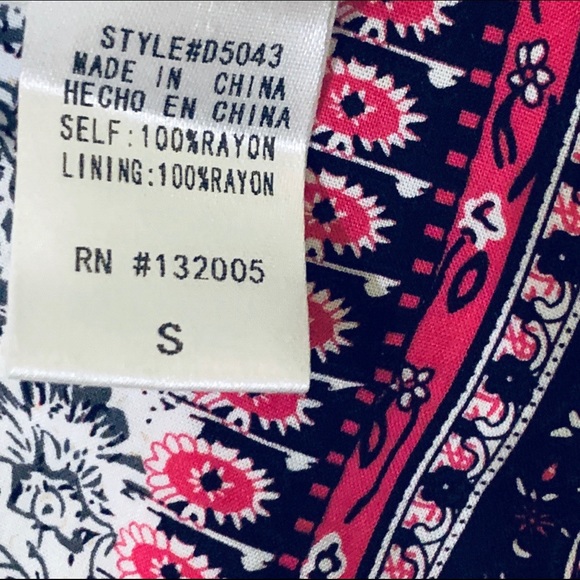 STYLE#D5043
MADE IN CHINA
HECHO EN CHINA
SELF:100%RAYON
LINING:100%RAYON
RN #132005
S